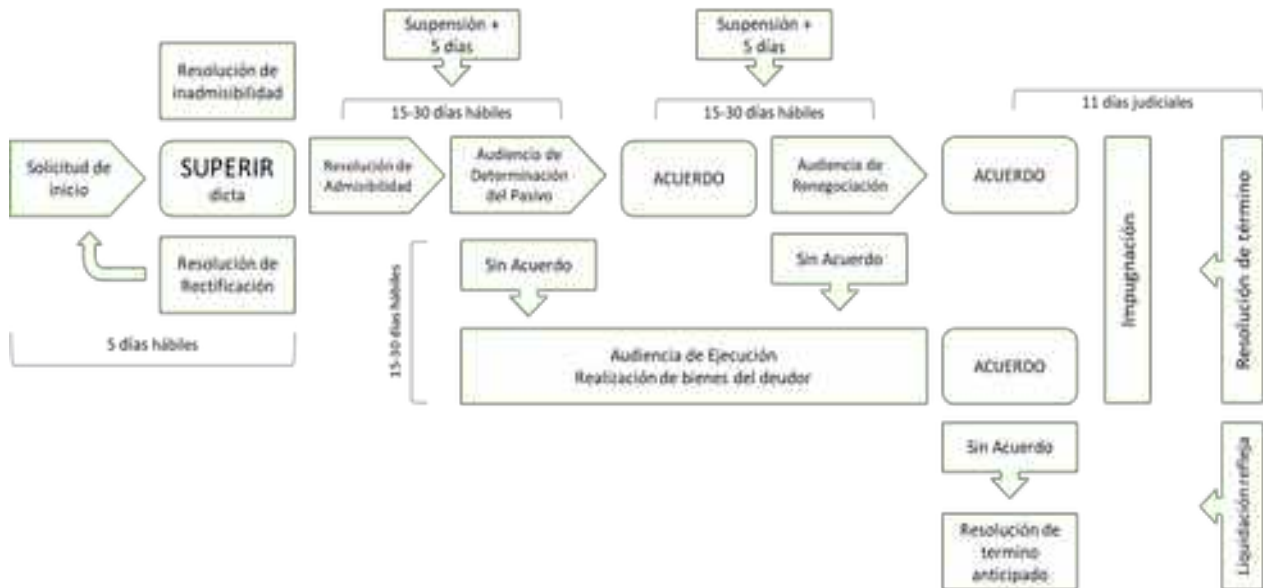 Suspensión +
5 días
Suspensión +
5 días
Resolución de
inadmisibilidad
15-30 días hábiles
15-30 días hábiles
11 días judiciales
Solicitud de
inicio
SUPERIR
dicta
Resolución de
Admisibilidad
Audiencia de
Determinación
del Pasivo
ACUERDO
Audiencia de
Renegociación
ACUERDO
Resolución de
Rectificación
Sin Acuerdo
Sin Acuerdo
5 días hábiles
15-30 días hábiles
Audiencia de Ejecución
Realización de bienes del deudor
ACUERDO
Impugnación
Resolución de término
Sin Acuerdo
Resolución de
termino
anticipado
Liquidación refleja